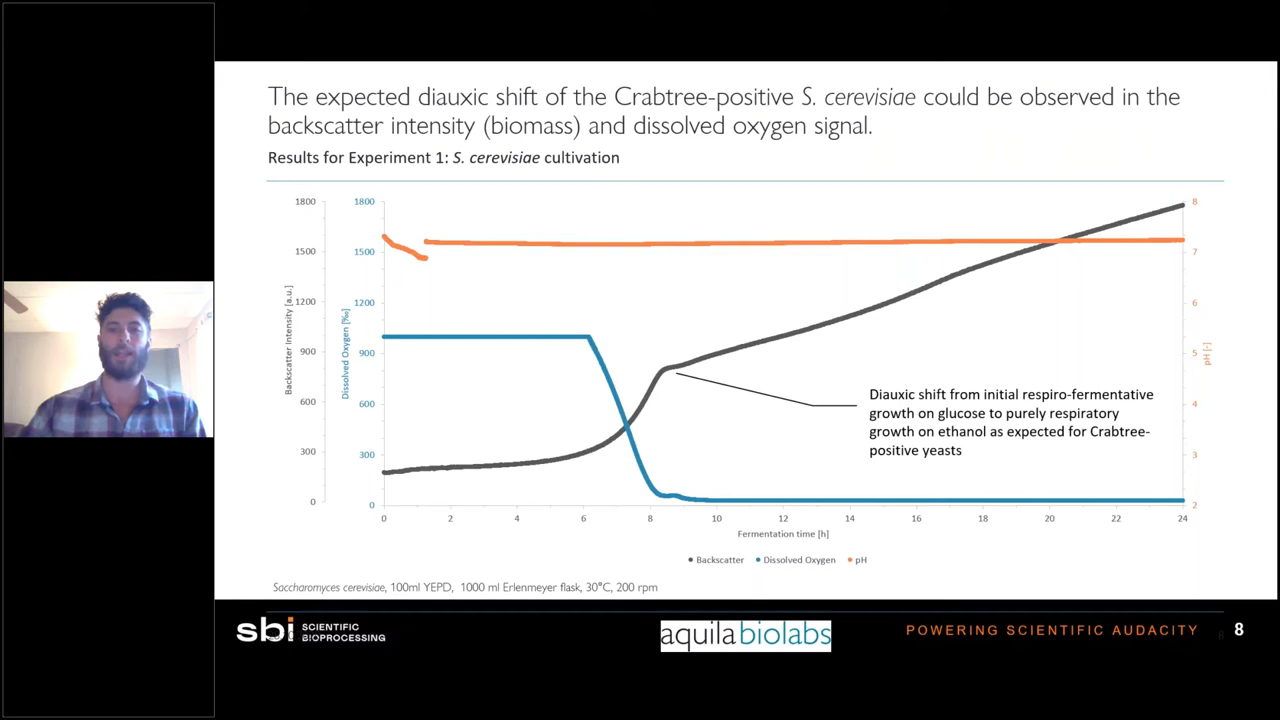 The expected diauxic shift of the Crabtree-positive S. cerevisiae could be observed in the
backscatter intensity (biomass) and dissolved oxygen signal.
Results for Experiment 1: S. cerevisiae cultivation
1800
1500
1200
900
600
300
0
Backscatter Intensity [a.u.]
1800
1500
1200
900
600
300
0
Dissolved Oxygen [‰]
8
7
6
5
4
3
2
pH [-]
Diauxic shift from initial respiro-fermentative
growth on glucose to purely respiratory
growth on ethanol as expected for Crabtree-
positive yeasts
0 2 4 6 8 10 12 14 16 18 20 22 24
Fermentation time [h]
Backscatter Dissolved Oxygen pH
Saccharomyces cerevisiae, 100ml YEPD, 1000 ml Erlenmeyer flask, 30°C, 200 rpm
sbi SCIENTIFIC
BIOPROCESSING
aquilabiolabs
POWERING SCIENTIFIC AUDACITY
8 8